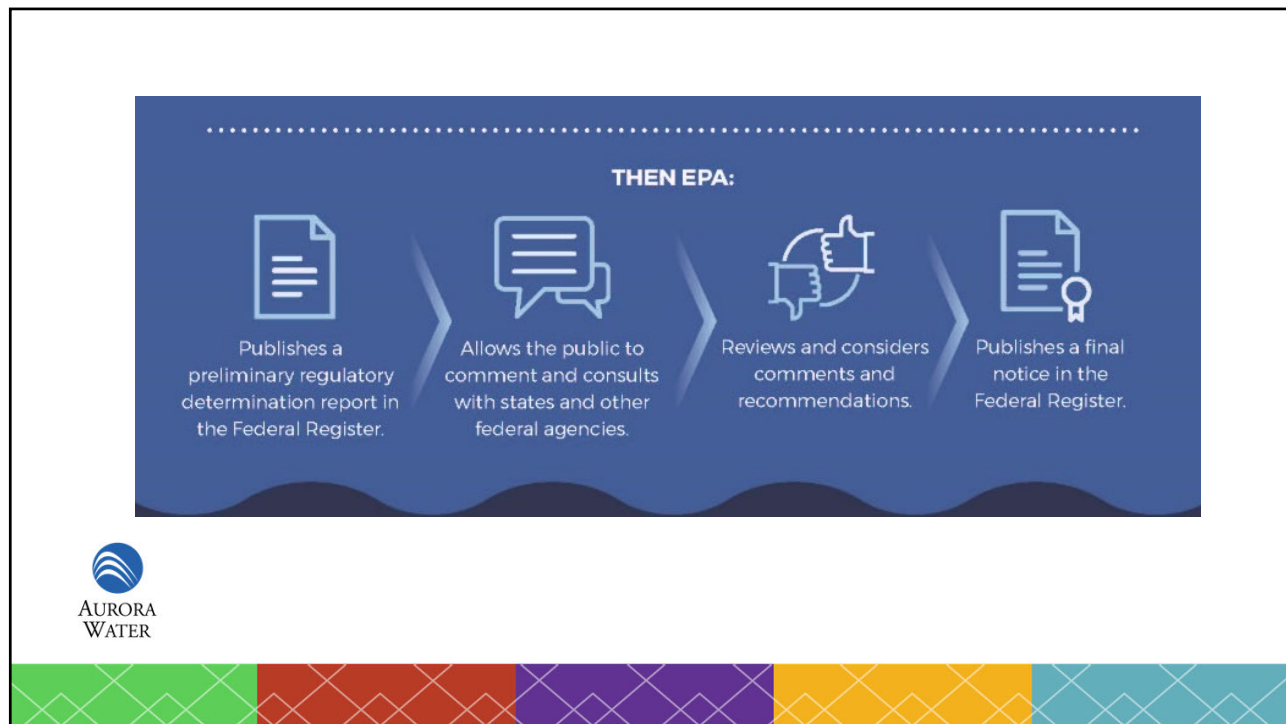 THEN EPA:
Publishes a
preliminary regulatory
determination report in
the Federal Register.
Allows the public to
comment and consults
with states and other
federal agencies.
Reviews and considers
comments and
recommendations.
Publishes a final
notice in the
Federal Register.
AURORA
WATER